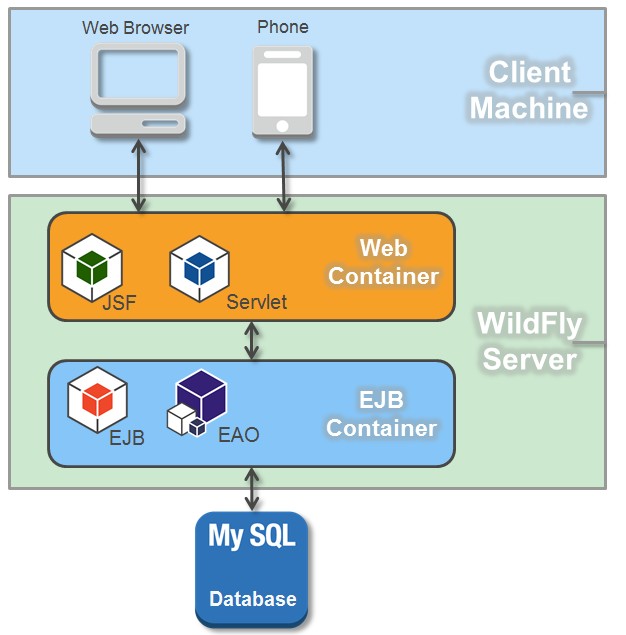 Web Browser
Phone
Client
Machine
Web
Container
JSF
Servlet
WildFly
Server
EJB
Container
EJB
EAO
My SQL
Database